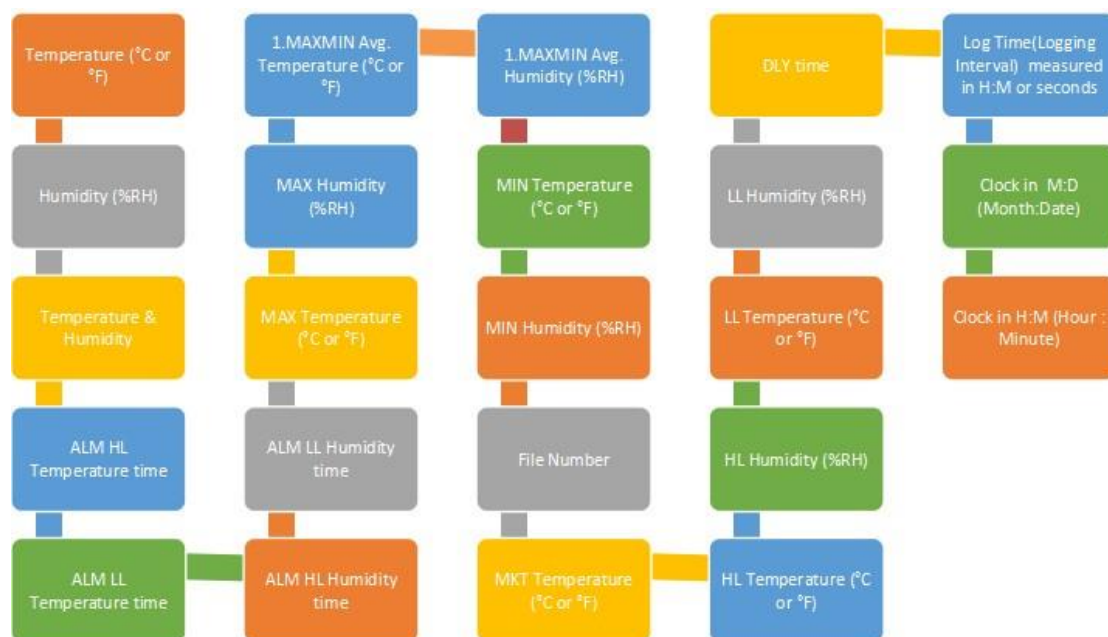 Temperature (°C or
°F)
Humidity (%RH)
Temperature &
Humidity
ALM HL
Temperature time
ALM LL
Temperature time
ALM HL Humidity
time
ALM LL Humidity
time
MAX Temperature
(°C or °F)
MAX Humidity
(%RH)
1.MAXMIN Avg.
Temperature (°C or
°F)
1.MAXMIN Avg.
Humidity (%RH)
MIN Temperature
(°C or °F)
MIN Humidity (%RH)
File Number
MKT Temperature
(°C or °F)
HL Temperature (°C
or °F)
HL Humidity (%RH)
LL Temperature (°C
or °F)
LL Humidity (%RH)
DLY time
Log Time(Logging
Interval) measured
in H:M or seconds
Clock in M:D
(Month:Date)
Clock in H:M (Hour :
Minute)